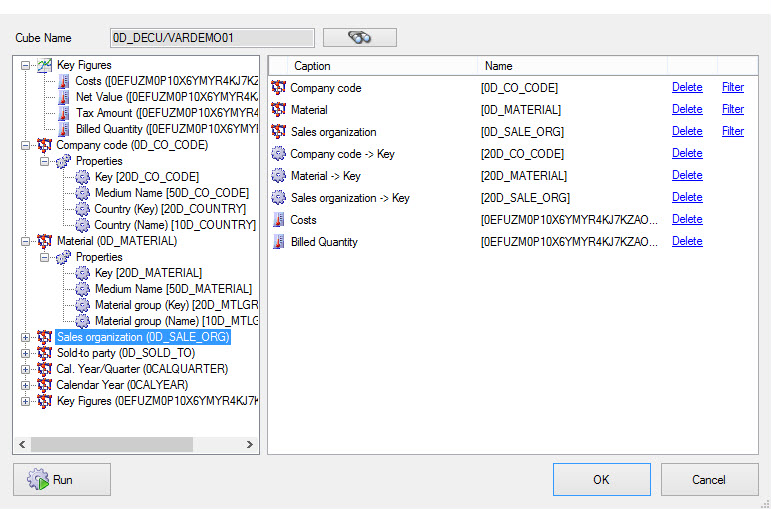 Cube Name 0D_DECU/VARDEMO01
Key Figures
Costs ([0EFUZM0P10X6YMYR4KJ7KZ
Net Value ([0EFUZM0P10X6YMYR4K
Tax Amount ([0EFUZM0P10X6YMYR4
Billed Quantity ([0EFUZM0P10X6YMYI
Company code (0D_CO_CODE)
Properties
Key [20D_CO_CODE]
Medium Name [50D_CO_CODE]
Country (Key) [20D_COUNTRY]
Country (Name) [10D_COUNTRY]
Material (0D_MATERIAL)
Properties
Key [20D_MATERIAL]
Medium Name [50D_MATERIAL]
Material group (Key) [20D_MTLGR
Material group (Name) [10D_MTLG
Sales organization (0D_SALE_ORG)
Sold-to party (0D_SOLD_TO)
Cal. Year/Quarter (0CALQUARTER)
Calendar Year (0CALYEAR)
Key Figures (0EFUZM0P10X6YMYR4KJ7K
Caption Name
Company code [0D_CO_CODE] Delete Filter
Material [0D_MATERIAL] Delete Filter
Sales organization [0D_SALE_ORG] Delete Filter
Company code -> Key [20D_CO_CODE] Delete
Material -> Key [20D_MATERIAL] Delete
Sales organization -> Key [20D_SALE_ORG] Delete
Costs [0EFUZM0P10X6YMYR4KJ7KZAO... Delete
Billed Quantity [0EFUZM0P10X6YMYR4KJ7KZAO... Delete
Run OK Cancel